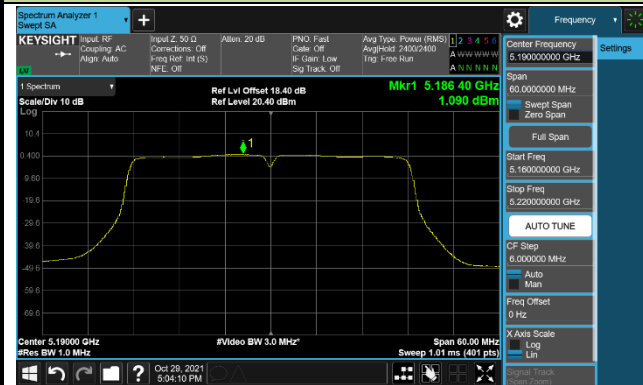 Spectrum Analyzer 1
Swept SA
+
Frequency
KEYSIGHT
Input: RF
Coupling: AC
Align: Auto
Input Z: 50 Ω
Corrections: Off
Freq Ref: Int (S)
NFE: Off
Atten: 20 dB
PNO: Fast
Gate: Off
IF Gain: Low
Sig Track: Off
Avg Type: Power (RMS)
Avg|Hold: 2400/2400
Trig: Free Run
1 2 3 4 5 6
A W W W W W
A N N N N N
LXI
1 Spectrum
Scale/Div 10 dB
Log
Ref Lvl Offset 18.40 dB
Ref Level 20.40 dBm
Mkr1 5.186 40 GHz
1.090 dBm
1
10.4
0.400
-9.60
-19.6
-29.6
-39.6
-49.6
-59.6
-69.6
Center 5.19000 GHz
#Res BW 1.0 MHz
#Video BW 3.0 MHz*
Span 60.00 MHz
Sweep 1.01 ms (401 pts)
Center Frequency
5.190000000 GHz
Settings
Span
60.0000000 MHz
Swept Span
Zero Span
Full Span
Start Freq
5.160000000 GHz
Stop Freq
5.220000000 GHz
AUTO TUNE
CF Step
6.000000 MHz
Auto
Man
Freq Offset
0 Hz
X Axis Scale
Log
Lin
Signal Track
(Span Zoom)
?
Oct 29, 2021
5:04:10 PM